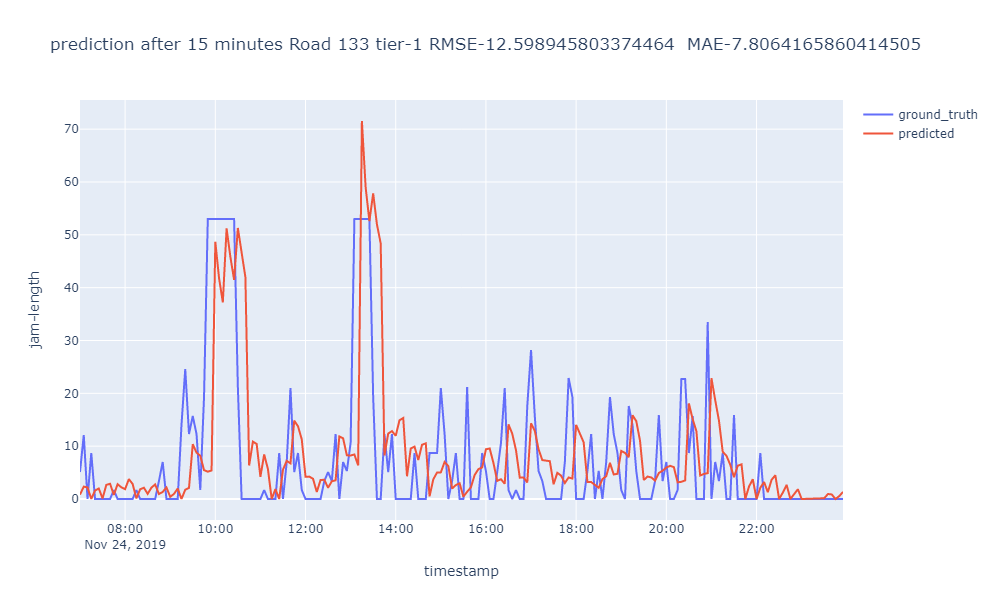 prediction after 15 minutes Road 133 tier-1 RMSE-12.598945803374464 MAE-7.8064165860414505
ground_truth
predicted
70
60
50
40
30
20
10
0
jam-length
08:00 10:00 12:00 14:00 16:00 18:00 20:00 22:00
Nov 24, 2019
timestamp